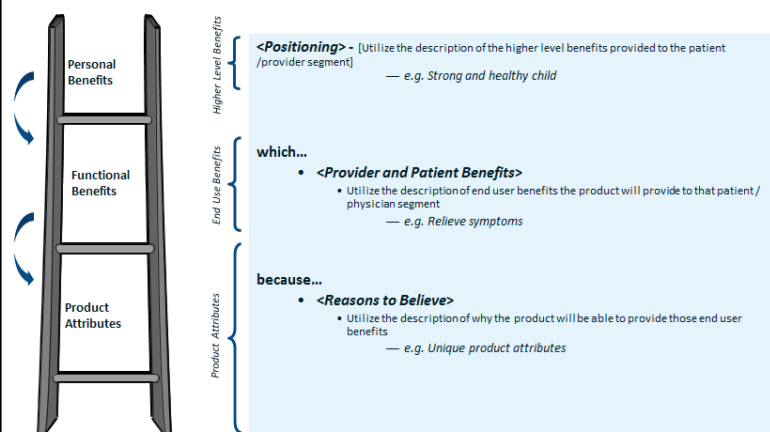 Personal
Benefits
Functional
Benefits
Product
Attributes
Higher Level Benefits
End Use Benefits
Product Attributes
<Positioning> - [Utilize the description of the higher level benefits provided to the patient
/provider segment]
— e.g. Strong and healthy child
which...
• <Provider and Patient Benefits>
• Utilize the description of end user benefits the product will provide to that patient /
physician segment
— e.g. Relieve symptoms
because...
• <Reasons to Believe>
• Utilize the description of why the product will be able to provide those end user
benefits
— e.g. Unique product attributes